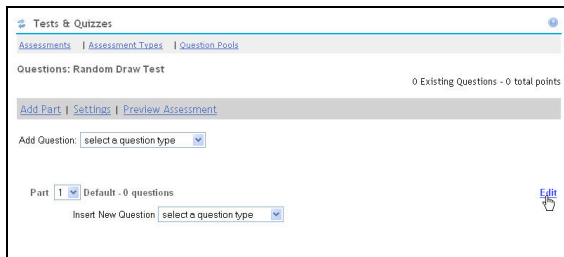 Tests & Quizzes
Assessments | Assessment Types | Question Pools
Questions: Random Draw Test
0 Existing Questions - 0 total points
Add Part | Settings | Preview Assessment
Add Question: select a question type
Part 1 Default - 0 questions Edit
Insert New Question select a question type